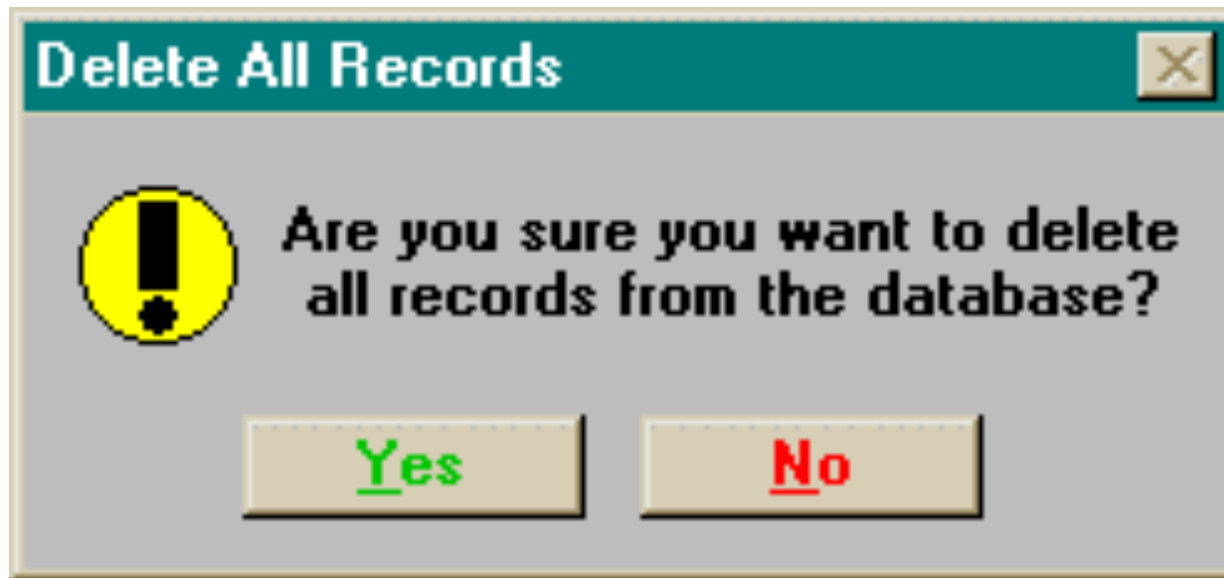 Delete All Records
Are you sure you want to delete
all records from the database?
Yes
No